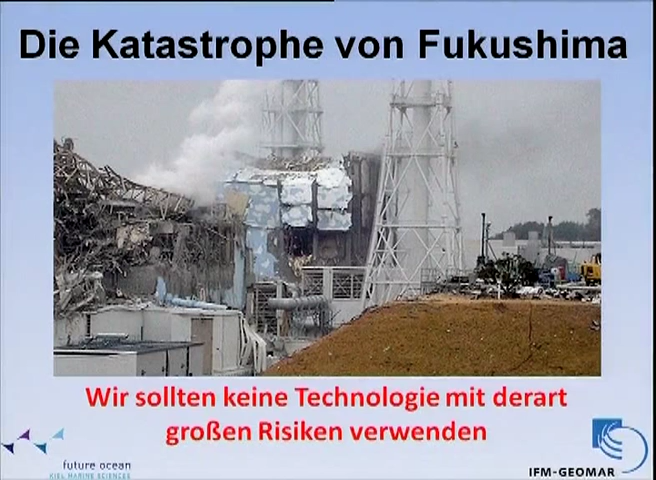 Die Katastrophe von Fukushima
Wir sollten keine Technologie mit derart
großen Risiken verwenden
future ocean
KIEL MARINE SCIENCES
IFM-GEOMAR